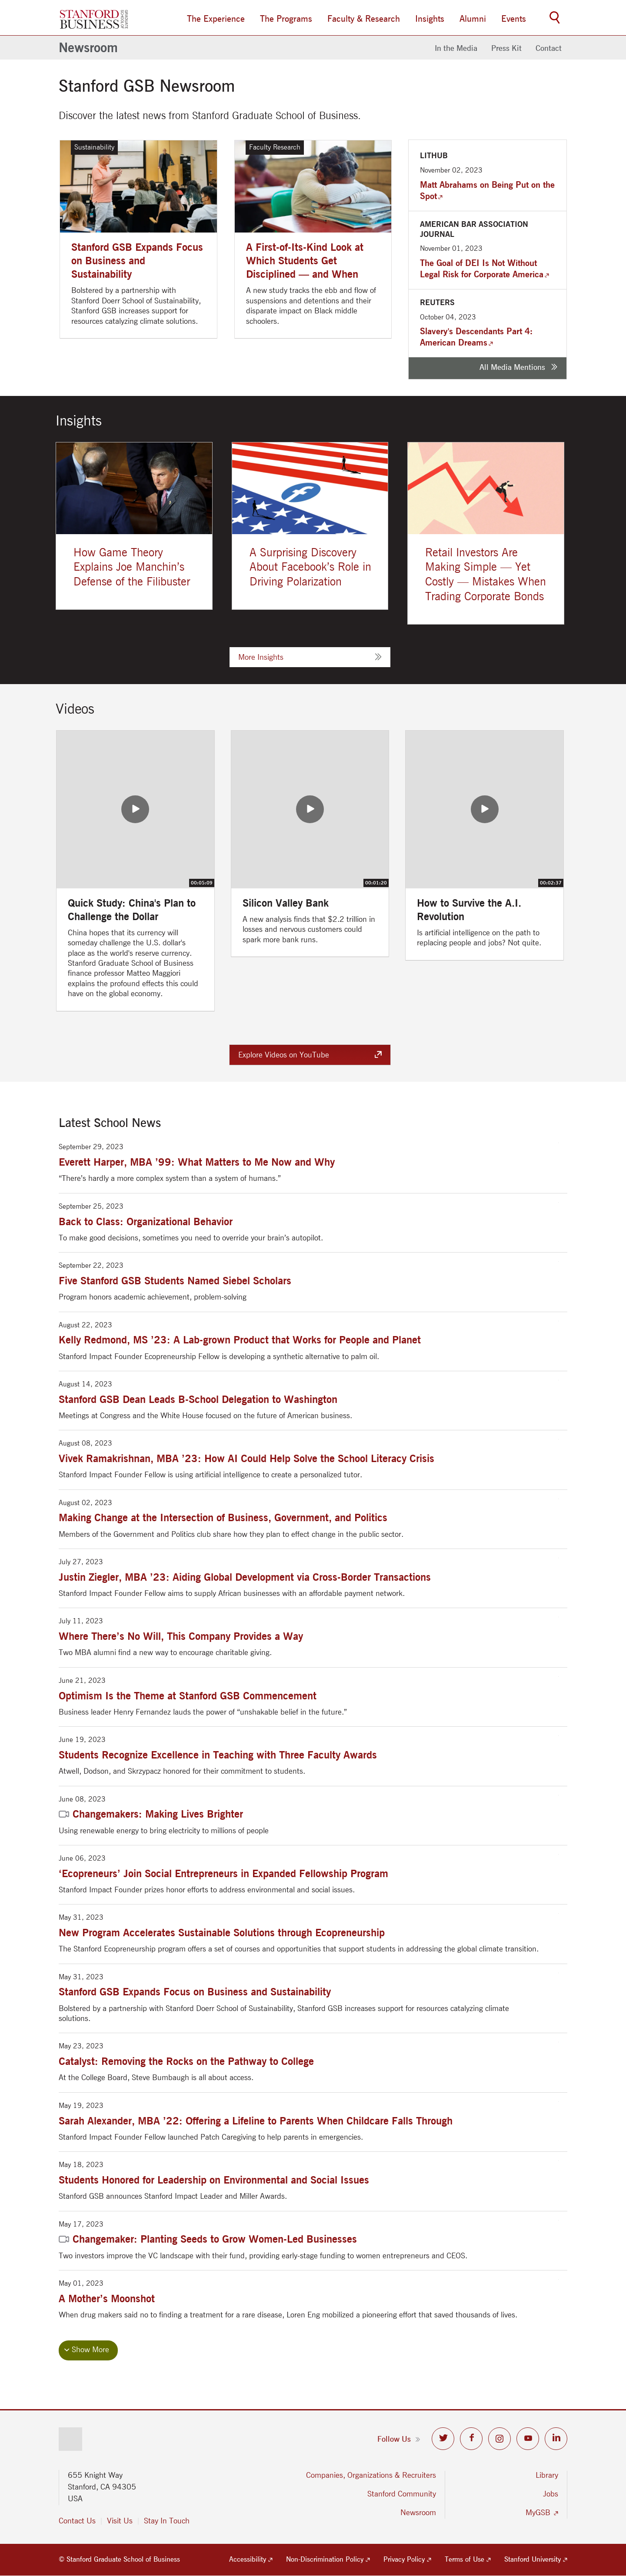 STANFORD
BUSINESS
The Experience
The Programs
Faculty & Research
Insights
Alumni
Events
Newsroom
In the Media
Press Kit
Contact
Stanford GSB Newsroom
Discover the latest news from Stanford Graduate School of Business.
Sustainability
Stanford GSB Expands Focus
on Business and
Sustainability
Bolstered by a partnership with
Stanford Doerr School of Sustainability,
Stanford GSB increases support for
resources catalyzing climate solutions.
Faculty Research
A First-of-Its-Kind Look at
Which Students Get
Disciplined — and When
A new study tracks the ebb and flow of
suspensions and detentions and their
disparate impact on Black middle
schoolers.
LITHUB
November 02, 2023
Matt Abrahams on Being Put on the
Spot
AMERICAN BAR ASSOCIATION
JOURNAL
November 01, 2023
The Goal of DEI Is Not Without
Legal Risk for Corporate America
REUTERS
October 04, 2023
Slavery's Descendants Part 4:
American Dreams
All Media Mentions
Insights
How Game Theory
Explains Joe Manchin’s
Defense of the Filibuster
A Surprising Discovery
About Facebook’s Role in
Driving Polarization
Retail Investors Are
Making Simple — Yet
Costly — Mistakes When
Trading Corporate Bonds
More Insights
Videos
00:05:09
Quick Study: China's Plan to
Challenge the Dollar
China hopes that its currency will
someday challenge the U.S. dollar's
place as the world's reserve currency.
Stanford Graduate School of Business
finance professor Matteo Maggiori
explains the profound effects this could
have on the global economy.
00:01:20
Silicon Valley Bank
A new analysis finds that $2.2 trillion in
losses and nervous customers could
spark more bank runs.
00:02:37
How to Survive the A.I.
Revolution
Is artificial intelligence on the path to
replacing people and jobs? Not quite.
Explore Videos on YouTube
Latest School News
September 29, 2023
Everett Harper, MBA ’99: What Matters to Me Now and Why
“There’s hardly a more complex system than a system of humans.”
September 25, 2023
Back to Class: Organizational Behavior
To make good decisions, sometimes you need to override your brain’s autopilot.
September 22, 2023
Five Stanford GSB Students Named Siebel Scholars
Program honors academic achievement, problem-solving
August 22, 2023
Kelly Redmond, MS ’23: A Lab-grown Product that Works for People and Planet
Stanford Impact Founder Ecopreneurship Fellow is developing a synthetic alternative to palm oil.
August 14, 2023
Stanford GSB Dean Leads B-School Delegation to Washington
Meetings at Congress and the White House focused on the future of American business.
August 08, 2023
Vivek Ramakrishnan, MBA ’23: How AI Could Help Solve the School Literacy Crisis
Stanford Impact Founder Fellow is using artificial intelligence to create a personalized tutor.
August 02, 2023
Making Change at the Intersection of Business, Government, and Politics
Members of the Government and Politics club share how they plan to effect change in the public sector.
July 27, 2023
Justin Ziegler, MBA ’23: Aiding Global Development via Cross-Border Transactions
Stanford Impact Founder Fellow aims to supply African businesses with an affordable payment network.
July 11, 2023
Where There’s No Will, This Company Provides a Way
Two MBA alumni find a new way to encourage charitable giving.
June 21, 2023
Optimism Is the Theme at Stanford GSB Commencement
Business leader Henry Fernandez lauds the power of “unshakable belief in the future.”
June 19, 2023
Students Recognize Excellence in Teaching with Three Faculty Awards
Atwell, Dodson, and Skrzypacz honored for their commitment to students.
June 08, 2023
Changemakers: Making Lives Brighter
Using renewable energy to bring electricity to millions of people
June 06, 2023
‘Ecopreneurs’ Join Social Entrepreneurs in Expanded Fellowship Program
Stanford Impact Founder prizes honor efforts to address environmental and social issues.
May 31, 2023
New Program Accelerates Sustainable Solutions through Ecopreneurship
The Stanford Ecopreneurship program offers a set of courses and opportunities that support students in addressing the global climate transition.
May 31, 2023
Stanford GSB Expands Focus on Business and Sustainability
Bolstered by a partnership with Stanford Doerr School of Sustainability, Stanford GSB increases support for resources catalyzing climate
solutions.
May 23, 2023
Catalyst: Removing the Rocks on the Pathway to College
At the College Board, Steve Bumbaugh is all about access.
May 19, 2023
Sarah Alexander, MBA ’22: Offering a Lifeline to Parents When Childcare Falls Through
Stanford Impact Founder Fellow launched Patch Caregiving to help parents in emergencies.
May 18, 2023
Students Honored for Leadership on Environmental and Social Issues
Stanford GSB announces Stanford Impact Leader and Miller Awards.
May 17, 2023
Changemaker: Planting Seeds to Grow Women-Led Businesses
Two investors improve the VC landscape with their fund, providing early-stage funding to women entrepreneurs and CEOS.
May 01, 2023
A Mother’s Moonshot
When drug makers said no to finding a treatment for a rare disease, Loren Eng mobilized a pioneering effort that saved thousands of lives.
Show More
Follow Us
655 Knight Way
Stanford, CA 94305
USA
Contact Us
Visit Us
Stay In Touch
Companies, Organizations & Recruiters
Stanford Community
Newsroom
Library
Jobs
MyGSB
© Stanford Graduate School of Business
Accessibility
Non-Discrimination Policy
Privacy Policy
Terms of Use
Stanford University